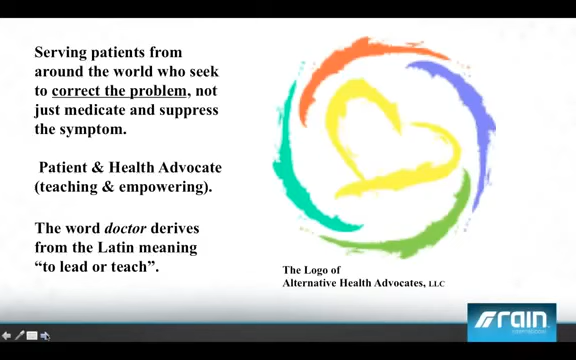 Serving patients from
around the world who seek
to correct the problem, not
just medicate and suppress
the symptom.
Patient & Health Advocate
(teaching & empowering).
The word doctor derives
from the Latin meaning
“to lead or teach”.
The Logo of
Alternative Health Advocates, LLC
rain